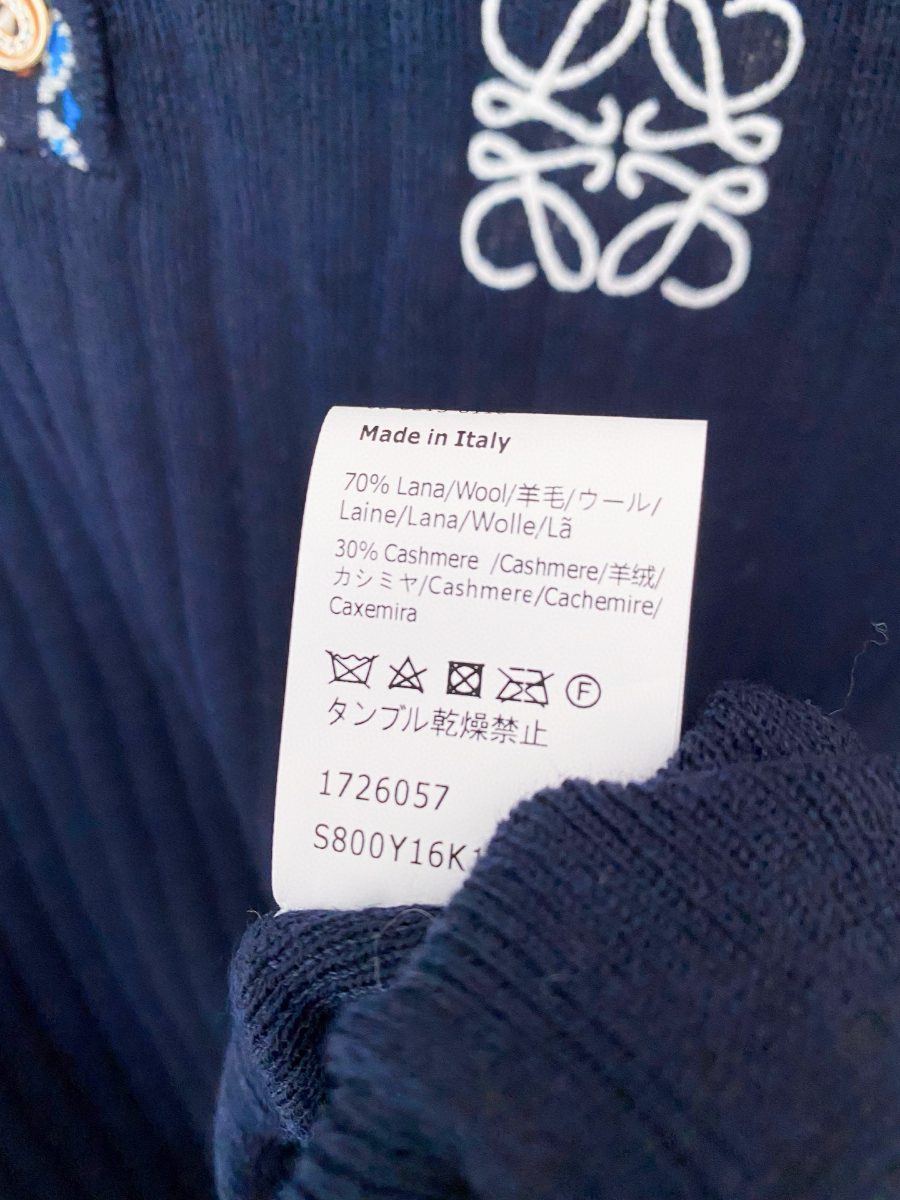 Made in Italy
70% Lana/Wool/羊毛/ウール/
Laine/Lana/Wolle/Lã
30% Cashmere /Cashmere/羊绒/
カシミヤ/Cashmere/Cachemire/
Caxemira
F
タンブル乾燥禁止
1726057
S800Y16K